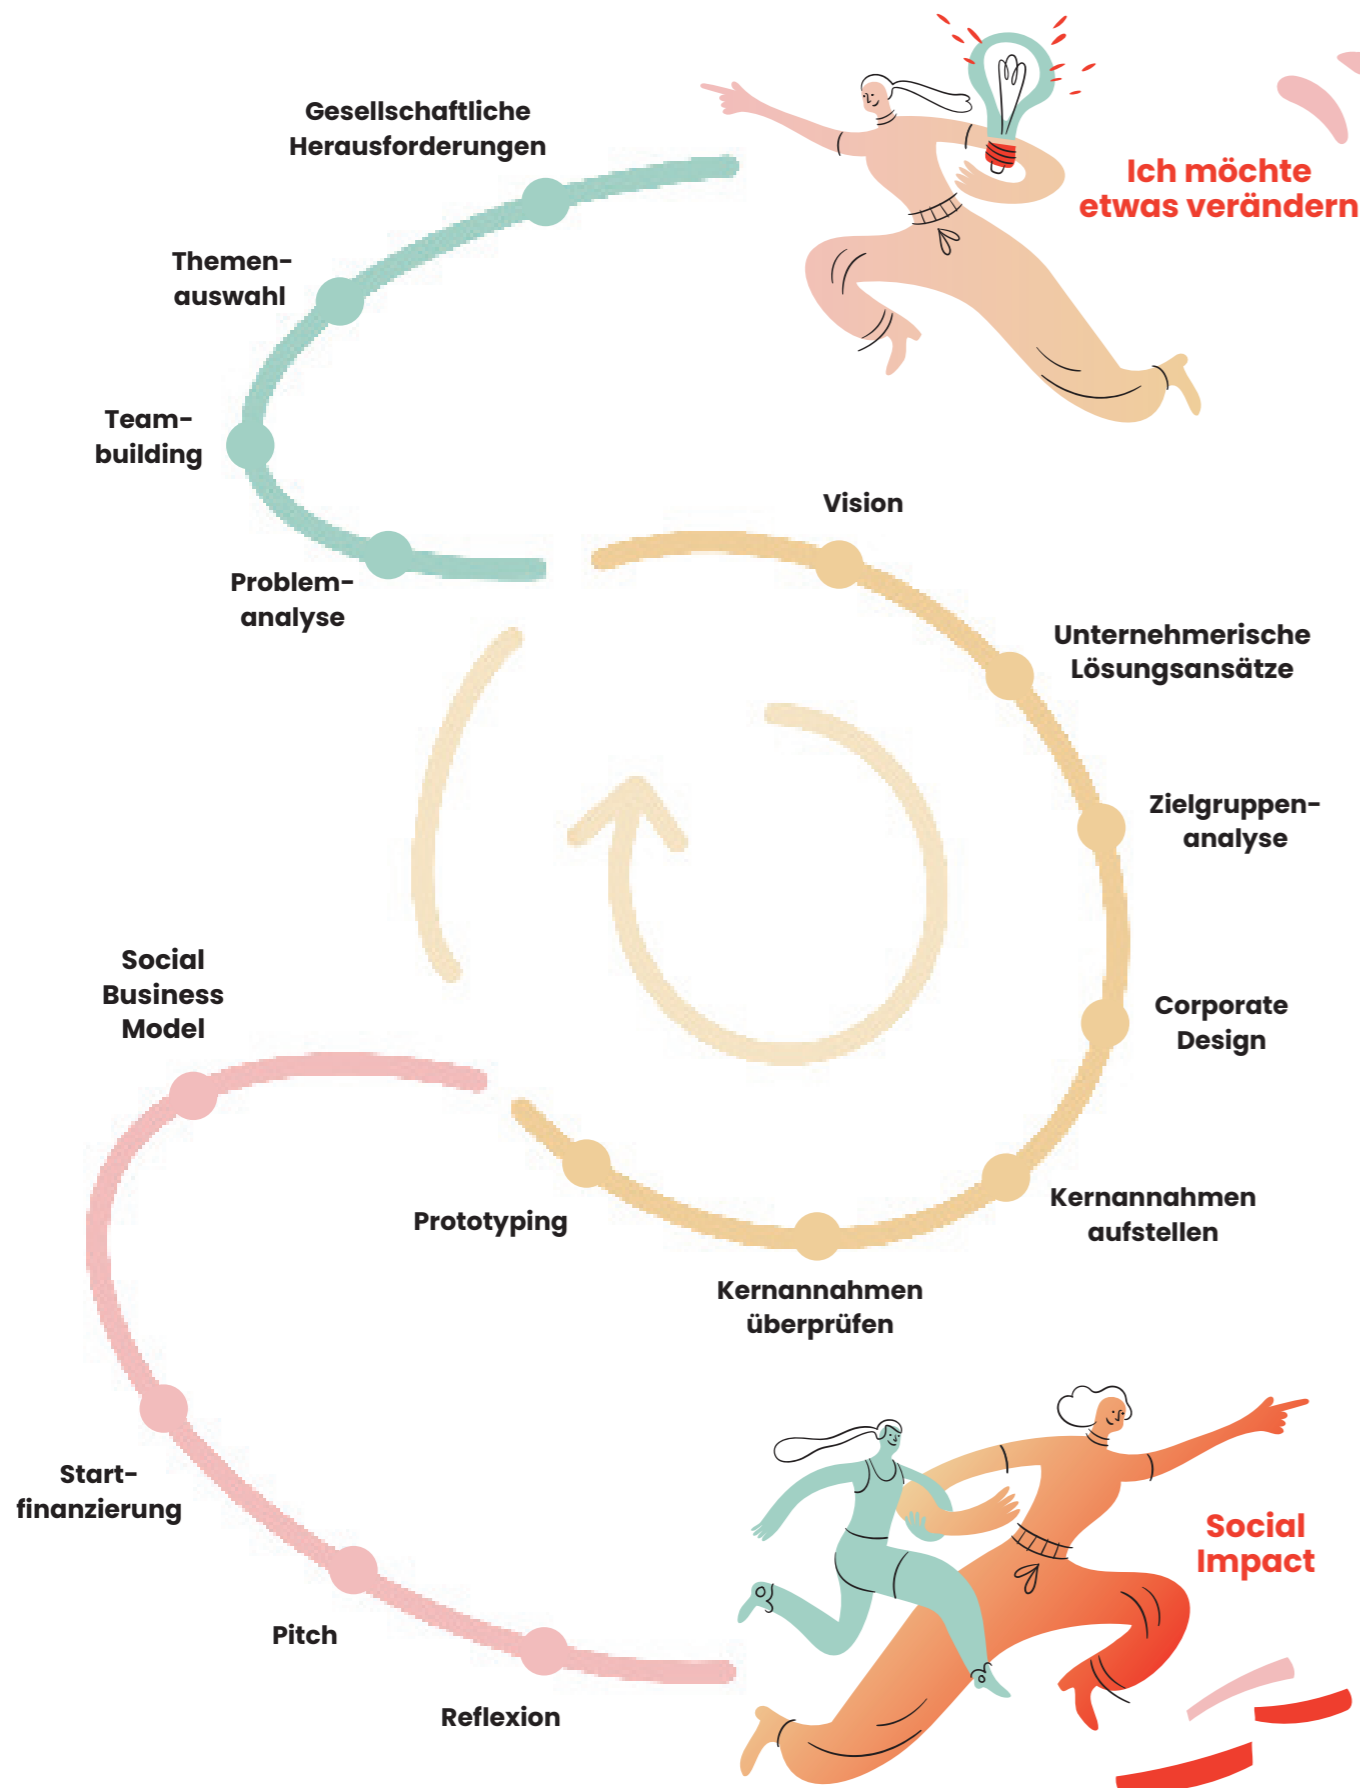 Ich möchte
etwas verändern
Gesellschaftliche
Herausforderungen
Themen-
auswahl
Team-
building
Problem-
analyse
Vision
Unternehmerische
Lösungsansätze
Zielgruppen-
analyse
Corporate
Design
Kernannahmen
aufstellen
Kernannahmen
überprüfen
Prototyping
Social
Business
Model
Start-
finanzierung
Pitch
Reflexion
Social
Impact